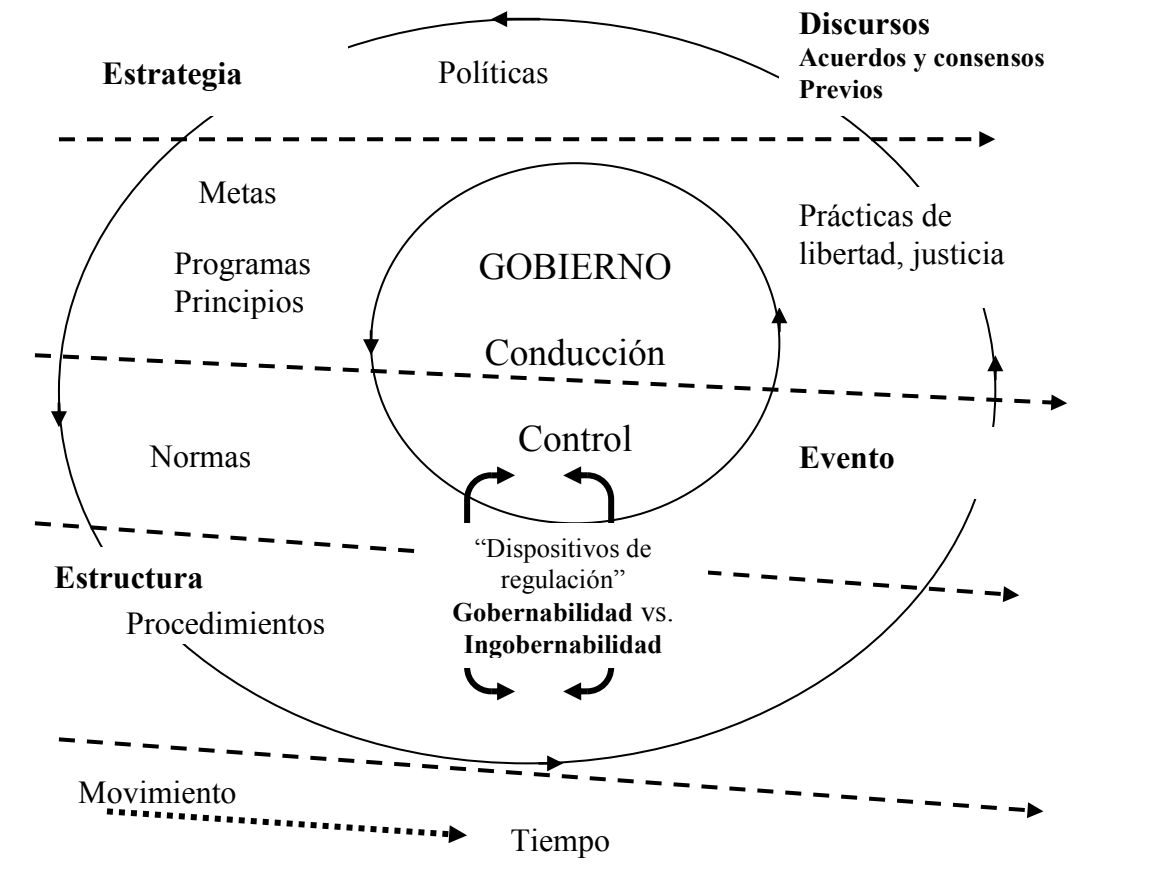 Discursos
Acuerdos y consensos
Previos
Estrategia
Políticas
Metas
Prácticas de
libertad, justicia
Programas
Principios
GOBIERNO
Conducción
Control
Normas
Evento
“Dispositivos de
regulación”
Gobernabilidad vs.
Ingobernabilidad
Estructura
Procedimientos
Movimiento
Tiempo